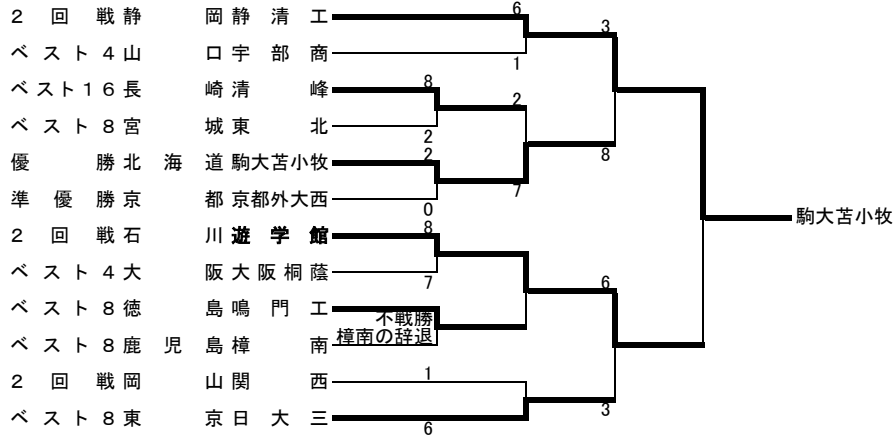 2回戦 静岡 静清工 6
3
ベスト4 山口 宇部商
1
ベスト16 長崎 清峰 8
2
ベスト8 宮城 東北
2
優勝 北海道 駒大苫小牧 2
8
準優勝 京都 京都外大西
0
7
駒大苫小牧
2回戦 石川 遊学館 8
ベスト4 大阪 大阪桐蔭
7
6
ベスト8 徳島 鳴門工
不戦勝
樟南の辞退
ベスト8 鹿児島 樟南
2回戦 岡山 関西 1
3
ベスト8 東京 日大三
6